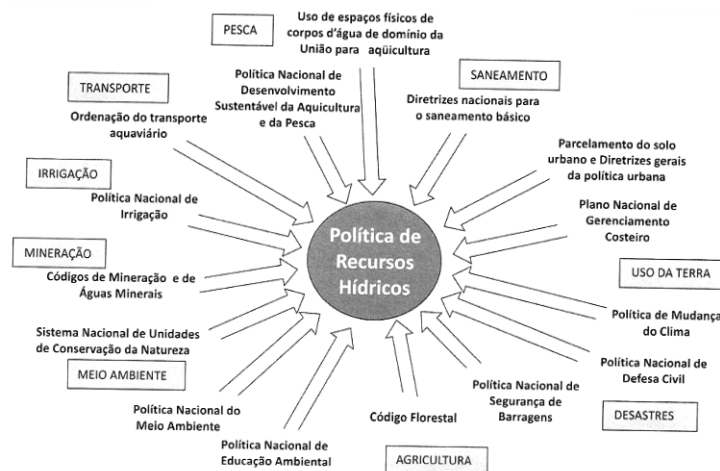 PESCA
Uso de espaços físicos de
corpos d'água de domínio da
União para aqüicultura
SANEAMENTO
Diretrizes nacionais para
o saneamento básico
Política Nacional de
Desenvolvimento
Sustentável da Aquicultura
e da Pesca
TRANSPORTE
Ordenação do transporte
aquaviário
Parcelamento do solo
urbano e Diretrizes gerais
da política urbana
IRRIGAÇÃO
Política Nacional de
Irrigação
Plano Nacional de
Gerenciamento
Costeiro
Política de
Recursos
Hídricos
MINERAÇÃO
Códigos de Mineração e de
Águas Minerais
USO DA TERRA
Política de Mudança
do Clima
Sistema Nacional de Unidades
de Conservação da Natureza
MEIO AMBIENTE
Política Nacional de
Defesa Civil
DESASTRES
Política Nacional do
Meio Ambiente
Política Nacional de
Educação Ambiental
Código Florestal
AGRICULTURA
Política Nacional de
Segurança de
Barragens